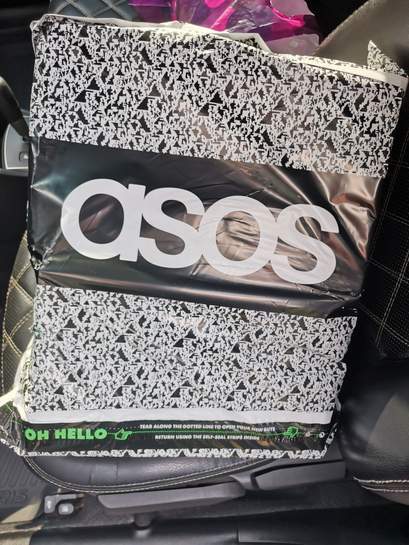 asos
OH HELLO
TEAR ALONG THE DOTTED LINE TO OPEN YOUR NEW BITS
RETURN USING THE SELF-SEAL STRIPS INSIDE